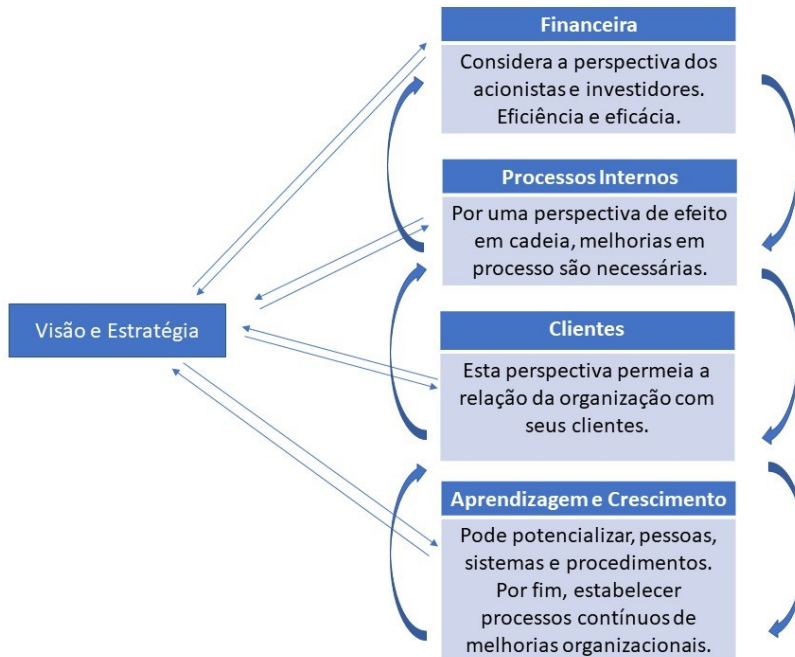 Financeira
Considera a perspectiva dos
acionistas e investidores.
Eficiência e eficácia.
Processos Internos
Por uma perspectiva de efeito
em cadeia, melhorias em
processo são necessárias.
Visão e Estratégia
Clientes
Esta perspectiva permeia a
relação da organização com
seus clientes.
Aprendizagem e Crescimento
Pode potencializar, pessoas,
sistemas e procedimentos.
Por fim, estabelecer
processos contínuos de
melhorias organizacionais.